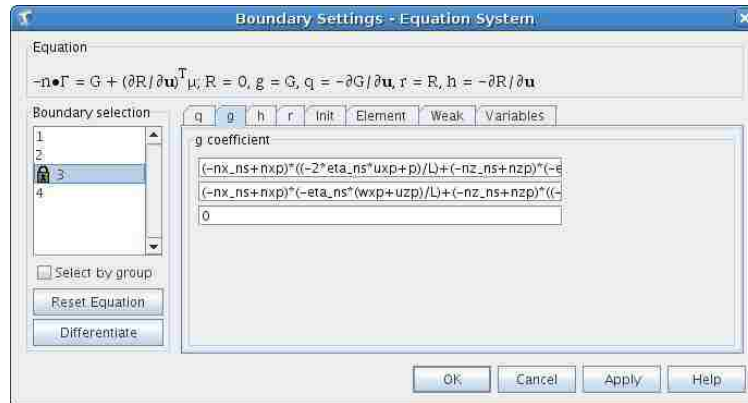 Boundary Settings - Equation System
Equation
-n●Γ = G + (∂R/∂u)ᵀμ; R = 0, g = G, q = -∂G/∂u, r = R, h = -∂R/∂u
Boundary selection
1
2
3
4
Select by group
Reset Equation
Differentiate
q g h r Init Element Weak Variables
g coefficient
(-nx_ns+nxp)*((-2*eta_ns*uxp+p)/L)+(-nz_ns+nzp)*(-e
(-nx_ns+nxp)*(-eta_ns*(wxp+uzp)/L)+(-nz_ns+nzp)*((-
0
OK Cancel Apply Help